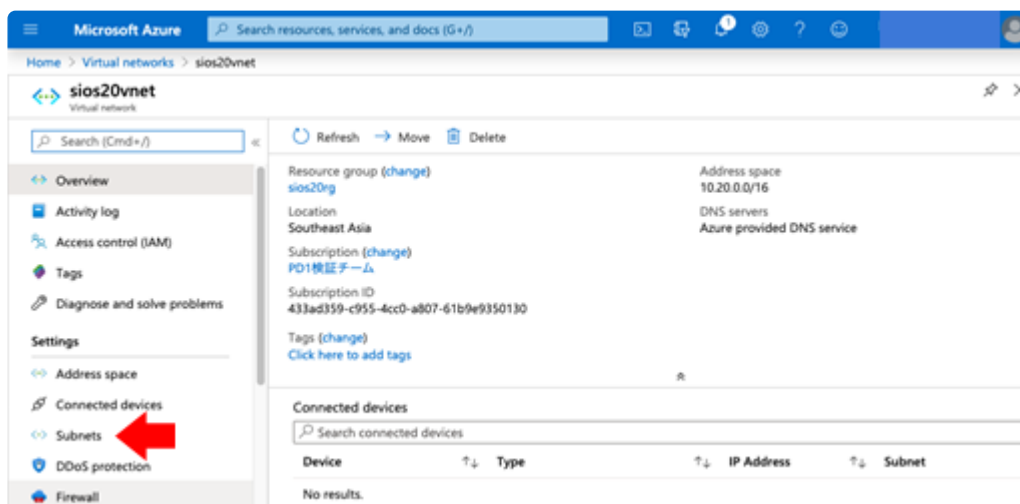 Microsoft Azure
Search resources, services, and docs (G+/)
1
Home > Virtual networks > sios20vnet
sios20vnet
Virtual network
Search (Cmd+/)
Overview
Activity log
Access control (IAM)
Tags
Diagnose and solve problems
Settings
Address space
Connected devices
Subnets
DDoS protection
Firewall
Refresh
Move
Delete
Resource group (change)
sios20rg
Location
Southeast Asia
Subscription (change)
PD1検証チーム
Subscription ID
433ad359-c955-4cc0-a807-61b9e9350130
Tags (change)
Click here to add tags
Address space
10.20.0.0/16
DNS servers
Azure provided DNS service
Connected devices
Search connected devices
Device Type IP Address Subnet
No results.